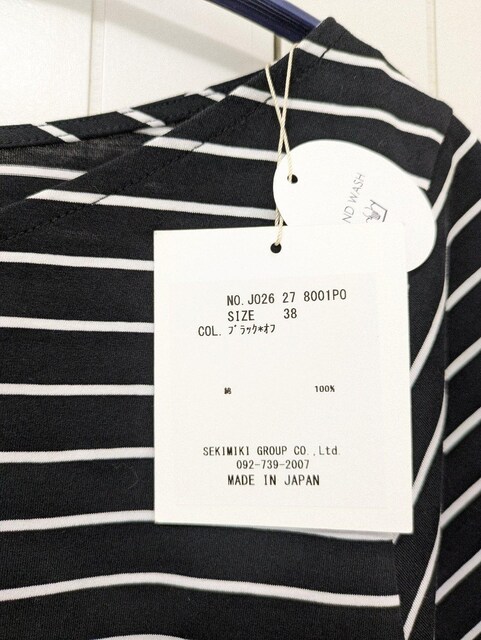 ND WASH
NO. J026 27 8001P0
SIZE 38
COL. ブラック*オフ
綿 100%
SEKIMIKI GROUP CO.,Ltd.
092-739-2007
MADE IN JAPAN